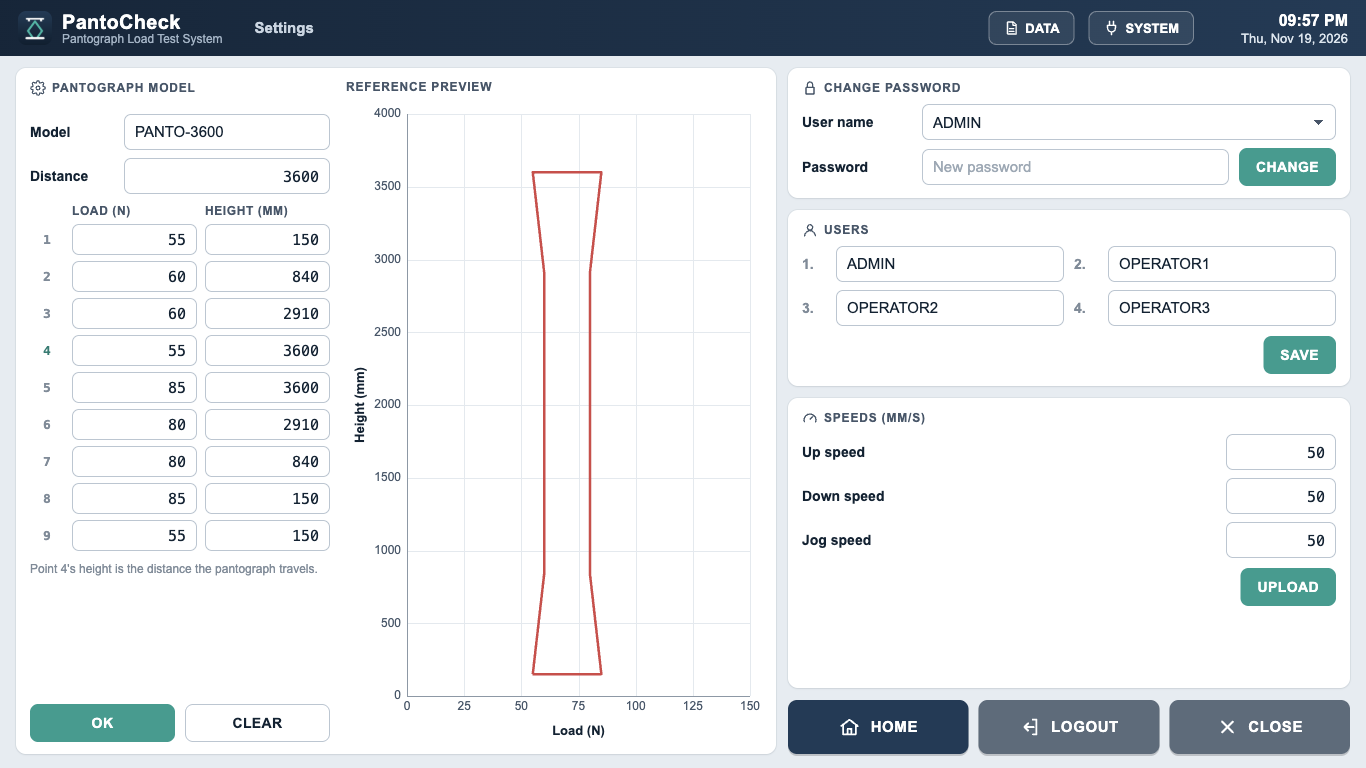 PantoCheck
Pantograph Load Test System
Settings
DATA
SYSTEM
09:57 PM
Thu, Nov 19, 2026
PANTOGRAPH MODEL
Model PANTO-3600
Distance 3600
LOAD (N) HEIGHT (MM)
1 55 150
2 60 840
3 60 2910
4 55 3600
5 85 3600
6 80 2910
7 80 840
8 85 150
9 55 150
Point 4's height is the distance the pantograph travels.
OK CLEAR
REFERENCE PREVIEW
4000
3500
3000
2500
2000
1500
1000
500
0
Height (mm)
0 25 50 75 100 125 150
Load (N)
CHANGE PASSWORD
User name ADMIN
Password New password CHANGE
USERS
1. ADMIN 2. OPERATOR1
3. OPERATOR2 4. OPERATOR3
SAVE
SPEEDS (MM/S)
Up speed 50
Down speed 50
Jog speed 50
UPLOAD
HOME LOGOUT CLOSE